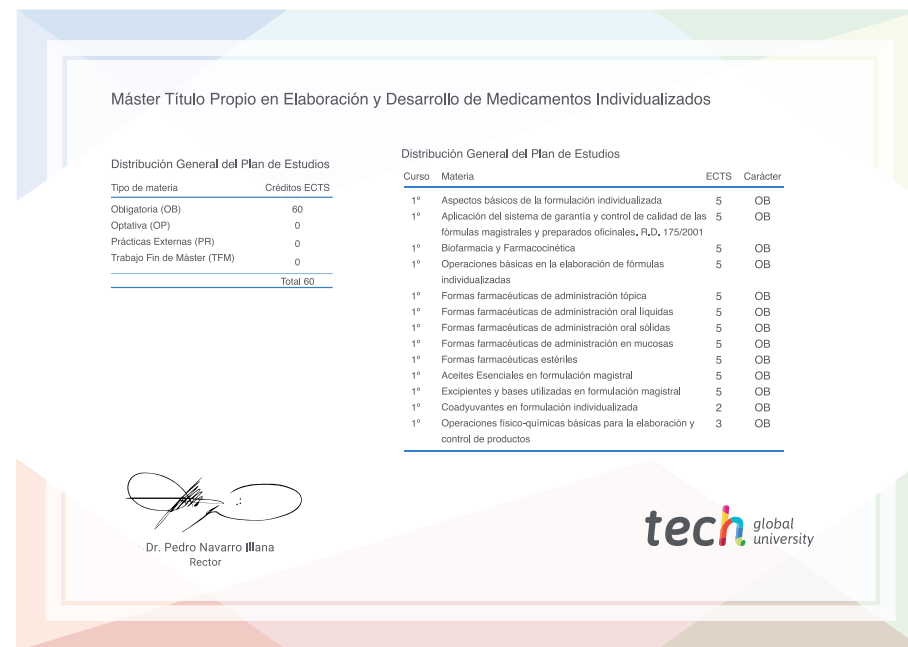 Máster Título Propio en Elaboración y Desarrollo de Medicamentos Individualizados
Distribución General del Plan de Estudios
Tipo de materia Créditos ECTS
Obligatoria (OB) 60
Optativa (OP) 0
Prácticas Externas (PR) 0
Trabajo Fin de Máster (TFM) 0
Total 60
Distribución General del Plan de Estudios
Curso Materia ECTS Carácter
1º Aspectos básicos de la formulación individualizada 5 OB
1º Aplicación del sistema de garantía y control de calidad de las 5 OB
fórmulas magistrales y preparados oficinales. R.D. 175/2001
1º Biofarmacia y Farmacocinética 5 OB
1º Operaciones básicas en la elaboración de fórmulas 5 OB
individualizadas
1º Formas farmacéuticas de administración tópica 5 OB
1º Formas farmacéuticas de administración oral líquidas 5 OB
1º Formas farmacéuticas de administración oral sólidas 5 OB
1º Formas farmacéuticas de administración en mucosas 5 OB
1º Formas farmacéuticas estériles 5 OB
1º Aceites Esenciales en formulación magistral 5 OB
1º Excipientes y bases utilizadas en formulación magistral 5 OB
1º Coadyuvantes en formulación individualizada 2 OB
1º Operaciones físico-químicas básicas para la elaboración y 3 OB
control de productos
Dr. Pedro Navarro Illana
Rector
tech global
university